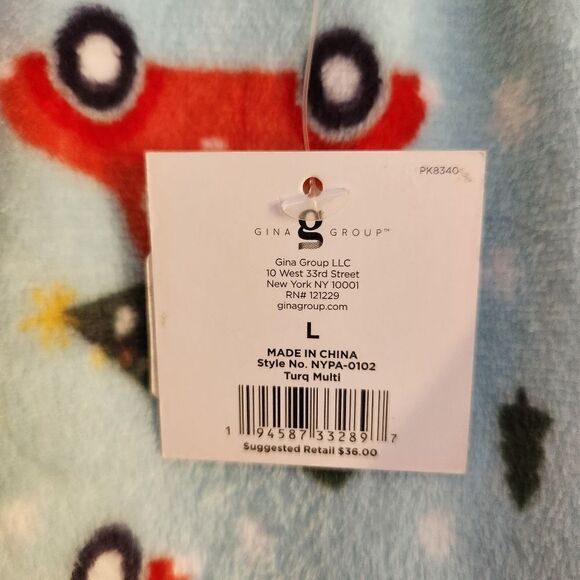 PK8340
g
GINA GROUP™
Gina Group LLC
10 West 33rd Street
New York NY 10001
RN# 121229
ginagroup.com
L
MADE IN CHINA
Style No. NYPA-0102
Turq Multi
1 94587 33289 7
Suggested Retail $36.00